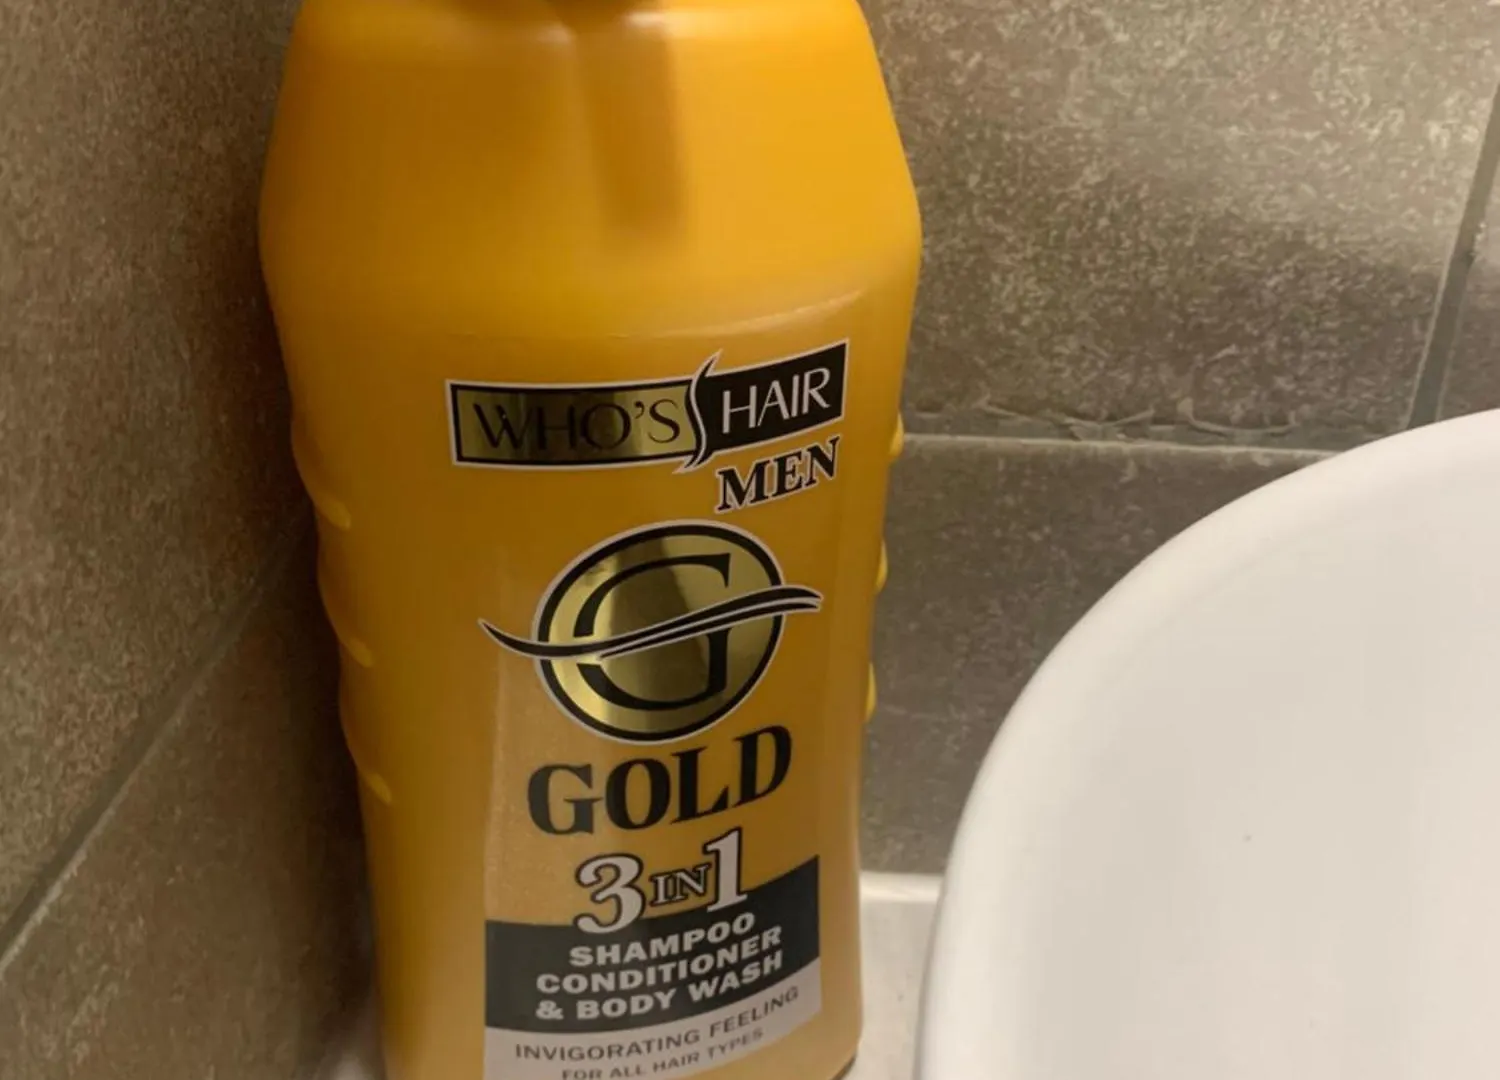 WHO'S HAIR
MEN
G
GOLD
3 IN 1
SHAMPOO
CONDITIONER
& BODY WASH
INVIGORATING FEELING
FOR ALL HAIR TYPES